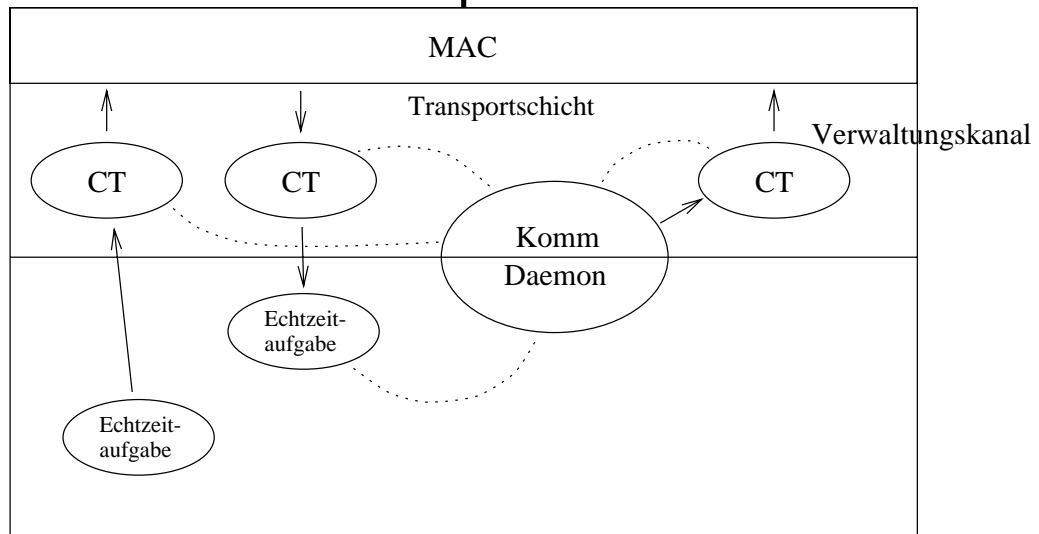 MAC
Transportschicht
Verwaltungskanal
CT
CT
CT
Komm
Daemon
Echtzeit-
aufgabe
Echtzeit-
aufgabe